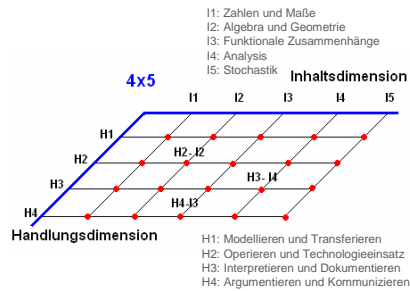 I1: Zahlen und Maße
I2: Algebra und Geometrie
I3: Funktionale Zusammenhänge
I4: Analysis
I5: Stochastik
4x5
Inhaltsdimension
I1 I2 I3 I4 I5
H1
H2 - I2
H2
H3 - I4
H3
H4 -I3
H4
Handlungsdimension
H1: Modellieren und Transferieren
H2: Operieren und Technologieeinsatz
H3: Interpretieren und Dokumentieren
H4: Argumentieren und Kommunizieren